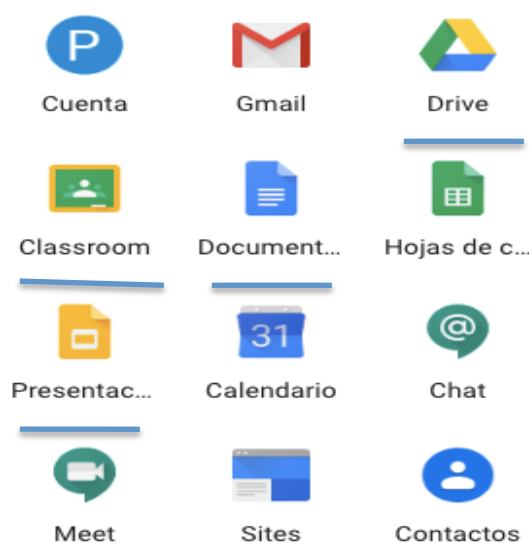 P
Cuenta Gmail Drive
Classroom Document... Hojas de c...
31
@
Presentac... Calendario Chat
Meet Sites Contactos